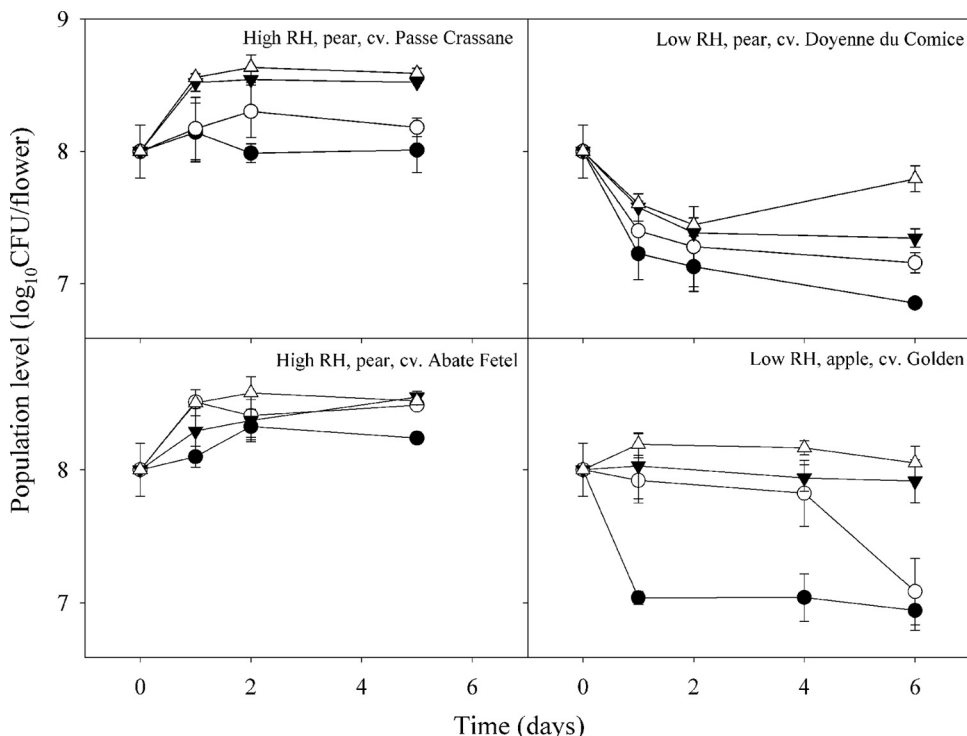 9
High RH, pear, cv. Passe Crassane
Low RH, pear, cv. Doyenne du Comice
8
7
High RH, pear, cv. Abate Fetel
Low RH, apple, cv. Golden
8
7
Population level (log₁₀CFU/flower)
0 2 4 6 0 2 4 6
Time (days)